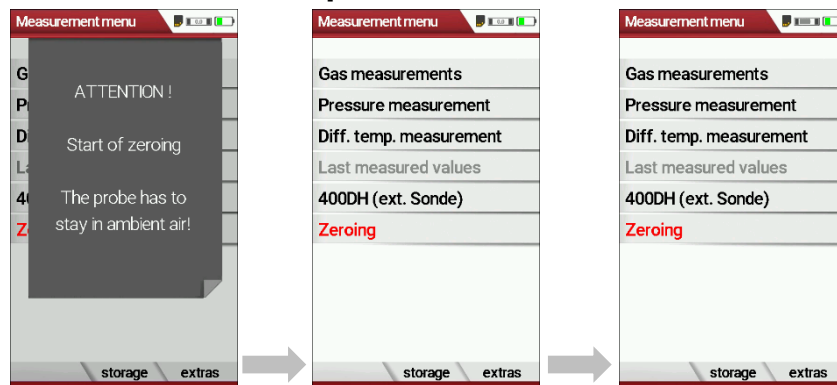 Measurement menu
G
ATTENTION !
P
D
Start of zeroing
La
40
The probe has to
Z
stay in ambient air!
storage extras
Measurement menu
Gas measurements
Pressure measurement
Diff. temp. measurement
Last measured values
400DH (ext. Sonde)
Zeroing
storage extras
Measurement menu
Gas measurements
Pressure measurement
Diff. temp. measurement
Last measured values
400DH (ext. Sonde)
Zeroing
storage extras